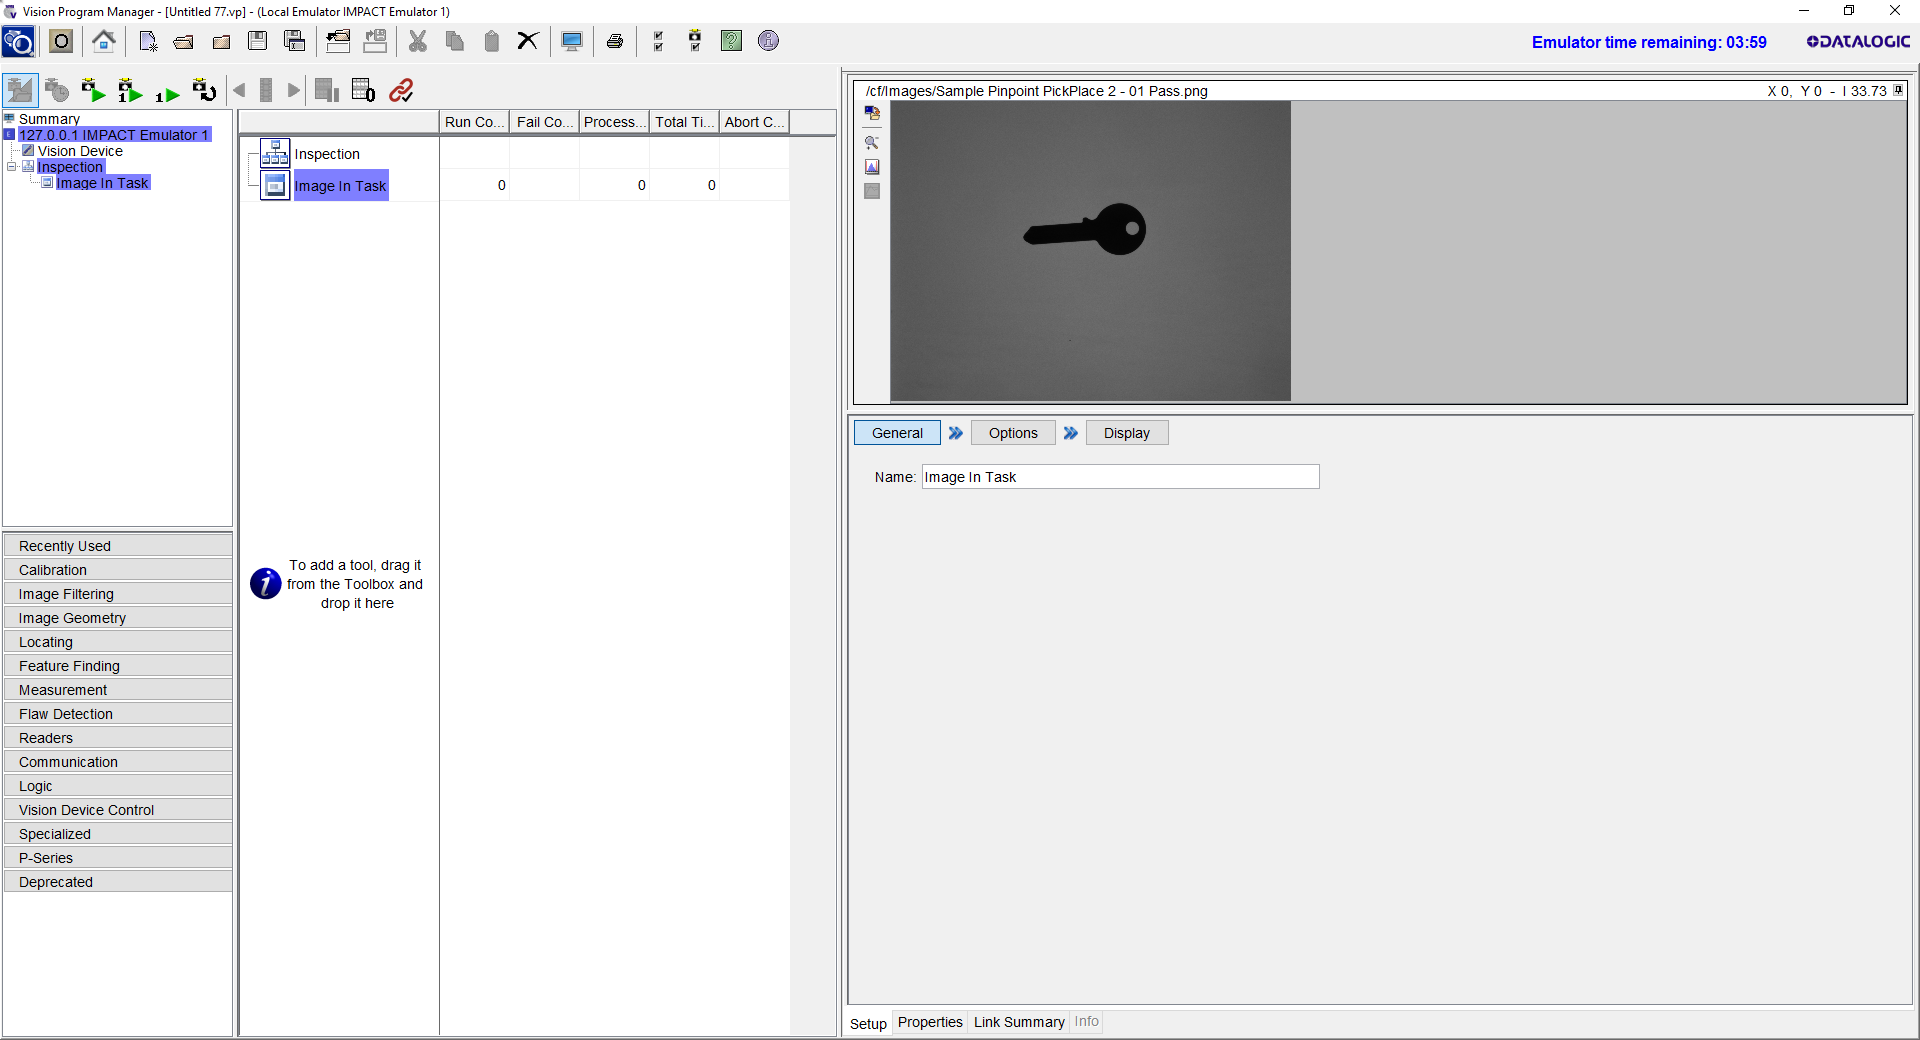 Vision Program Manager - [Untitled 77.vp] - (Local Emulator IMPACT Emulator 1)
Emulator time remaining: 03:59
DATALOGIC
Summary
127.0.0.1 IMPACT Emulator 1
Vision Device
Inspection
Image In Task
Recently Used
Calibration
Image Filtering
Image Geometry
Locating
Feature Finding
Measurement
Flaw Detection
Readers
Communication
Logic
Vision Device Control
Specialized
P-Series
Deprecated
Run Co... Fail Co... Process... Total Ti... Abort C...
Inspection
Image In Task 0 0 0
To add a tool, drag it
from the Toolbox and
drop it here
/cf/Images/Sample Pinpoint PickPlace 2 - 01 Pass.png X 0, Y 0 - I 33.73
General Options Display
Name: Image In Task
Setup Properties Link Summary Info